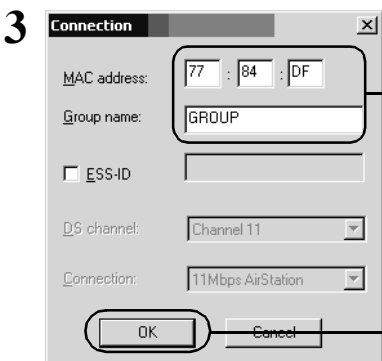 3
Connection
MAC address: 77 : 84 : DF
Group name: GROUP
ESS-ID
DS channel: Channel 11
Connection: 11Mbps AirStation
OK Cancel